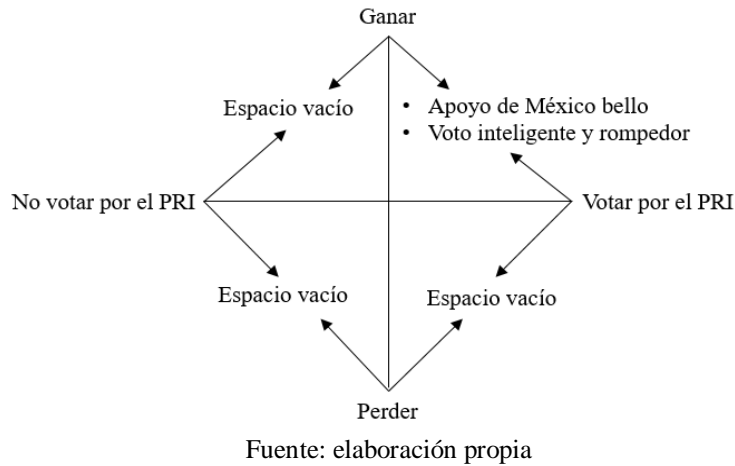 Ganar
Espacio vacío
• Apoyo de México bello
• Voto inteligente y rompedor
No votar por el PRI
Votar por el PRI
Espacio vacío
Espacio vacío
Perder
Fuente: elaboración propia